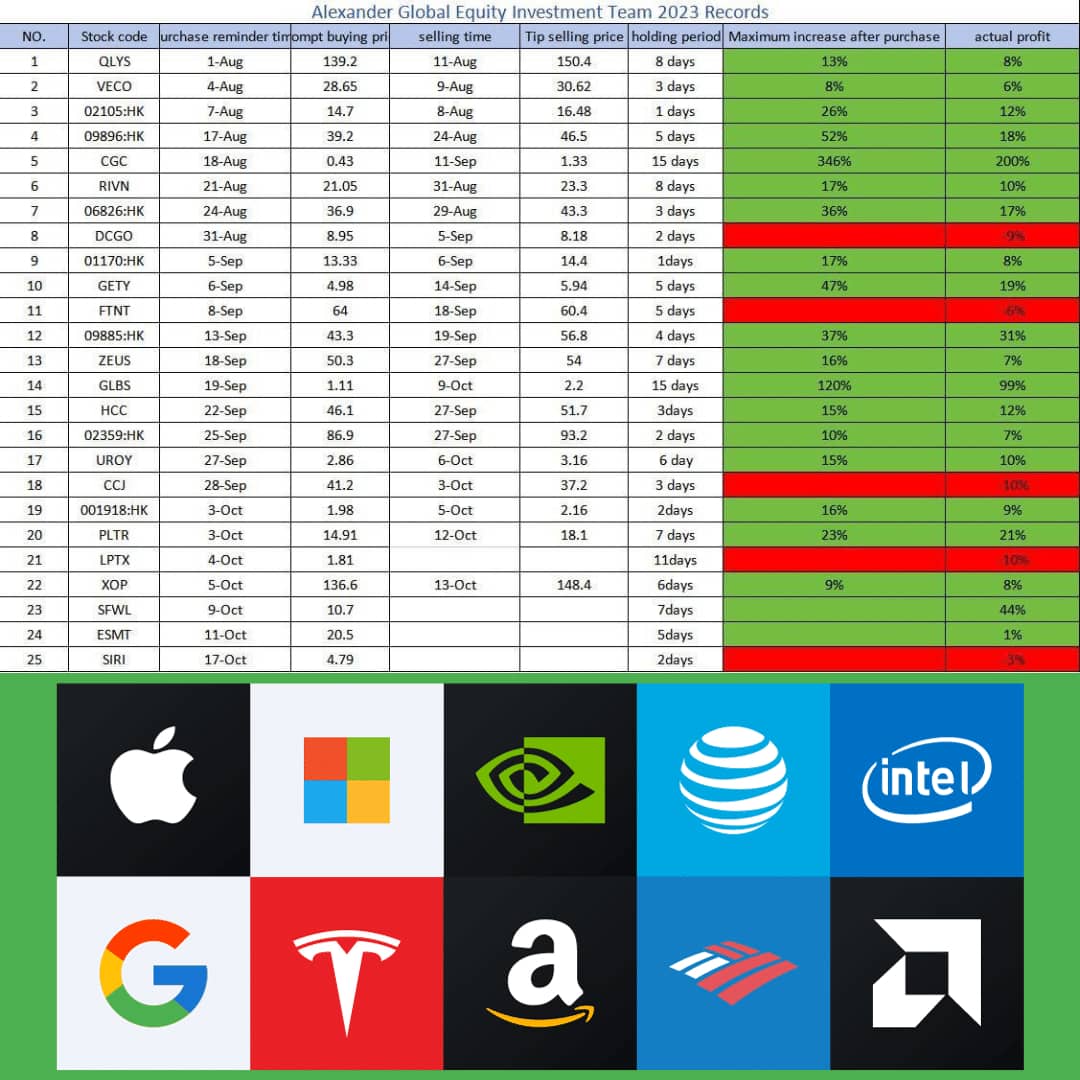 Alexander Global Equity Investment Team 2023 Records
NO. Stock code urchase reminder tim ompt buying pri selling time Tip selling price holding period Maximum increase after purchase actual profit
1 QLYS 1-Aug 139.2 11-Aug 150.4 8 days 13% 8%
2 VECO 4-Aug 28.65 9-Aug 30.62 3 days 8% 6%
3 02105:HK 7-Aug 14.7 8-Aug 16.48 1 days 26% 12%
4 09896:HK 17-Aug 39.2 24-Aug 46.5 5 days 52% 18%
5 CGC 18-Aug 0.43 11-Sep 1.33 15 days 346% 200%
6 RIVN 21-Aug 21.05 31-Aug 23.3 8 days 17% 10%
7 06826:HK 24-Aug 36.9 29-Aug 43.3 3 days 36% 17%
8 DCGO 31-Aug 8.95 5-Sep 8.18 2 days -9%
9 01170:HK 5-Sep 13.33 6-Sep 14.4 1days 17% 8%
10 GETY 6-Sep 4.98 14-Sep 5.94 5 days 47% 19%
11 FTNT 8-Sep 64 18-Sep 60.4 5 days -6%
12 09885:HK 13-Sep 43.3 19-Sep 56.8 4 days 37% 31%
13 ZEUS 18-Sep 50.3 27-Sep 54 7 days 16% 7%
14 GLBS 19-Sep 1.11 9-Oct 2.2 15 days 120% 99%
15 HCC 22-Sep 46.1 27-Sep 51.7 3days 15% 12%
16 02359:HK 25-Sep 86.9 27-Sep 93.2 2 days 10% 7%
17 UROY 27-Sep 2.86 6-Oct 3.16 6 day 15% 10%
18 CCJ 28-Sep 41.2 3-Oct 37.2 3 days 10%
19 001918:HK 3-Oct 1.98 5-Oct 2.16 2days 16% 9%
20 PLTR 3-Oct 14.91 12-Oct 18.1 7 days 23% 21%
21 LPTX 4-Oct 1.81 11days 10%
22 XOP 5-Oct 136.6 13-Oct 148.4 6days 9% 8%
23 SFWL 9-Oct 10.7 7days 44%
24 ESMT 11-Oct 20.5 5days 1%
25 SIRI 17-Oct 4.79 2days -3%
intel